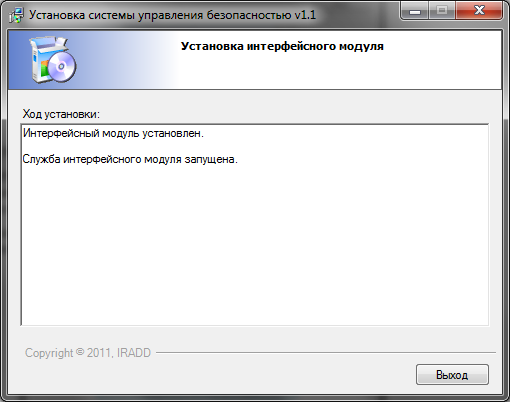 Установка системы управления безопасностью v1.1
Установка интерфейсного модуля
Ход установки:
Интерфейсный модуль установлен.
Служба интерфейсного модуля запущена.
Copyright © 2011, IRADD
Выход